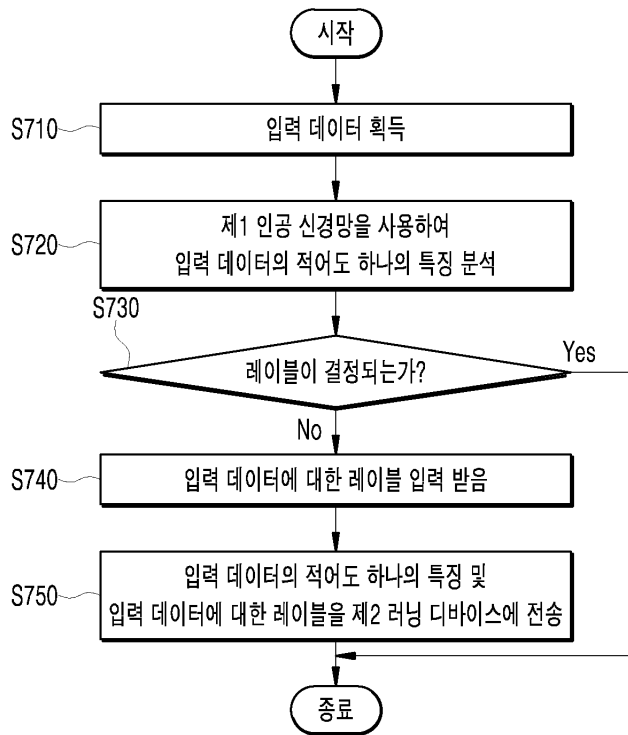 시작
S710
입력 데이터 획득
S720
제1 인공 신경망을 사용하여
입력 데이터의 적어도 하나의 특징 분석
S730
레이블이 결정되는가?
Yes
No
S740
입력 데이터에 대한 레이블 입력 받음
S750
입력 데이터의 적어도 하나의 특징 및
입력 데이터에 대한 레이블을 제2 러닝 디바이스에 전송
종료